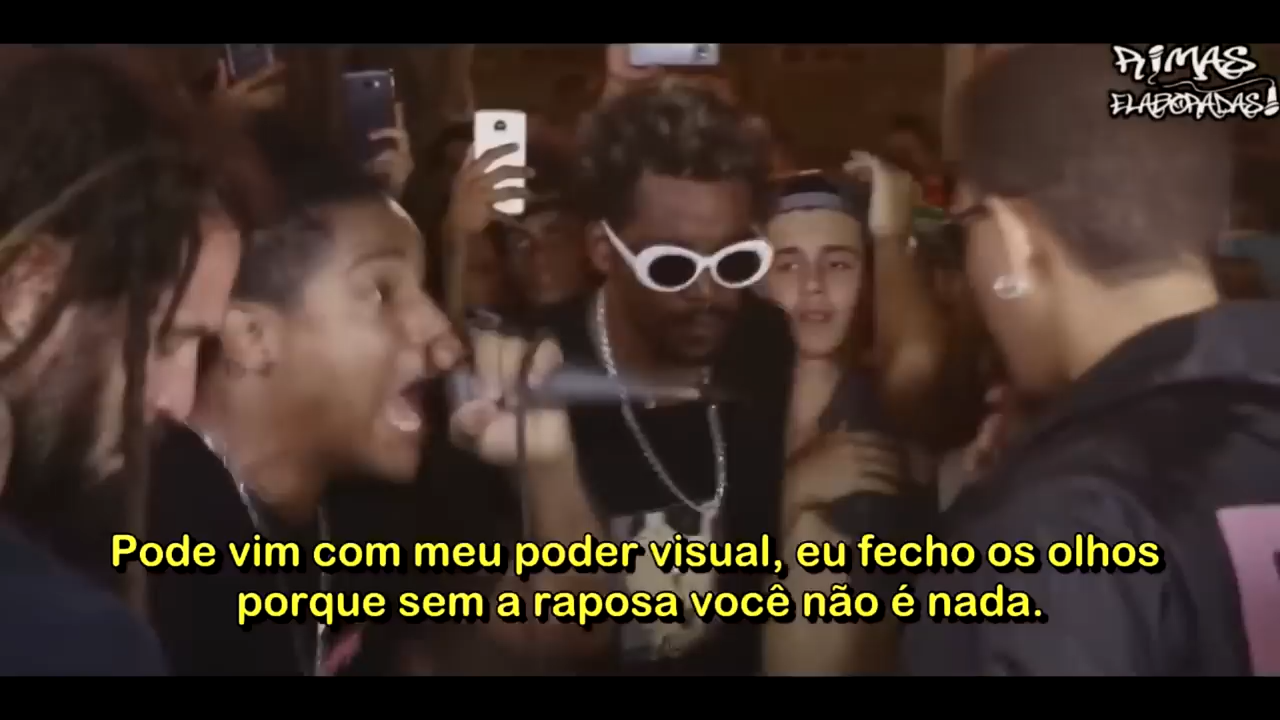 RIMAS
ELABORADAS!
Pode vim com meu poder visual, eu fecho os olhos
porque sem a raposa você não é nada.